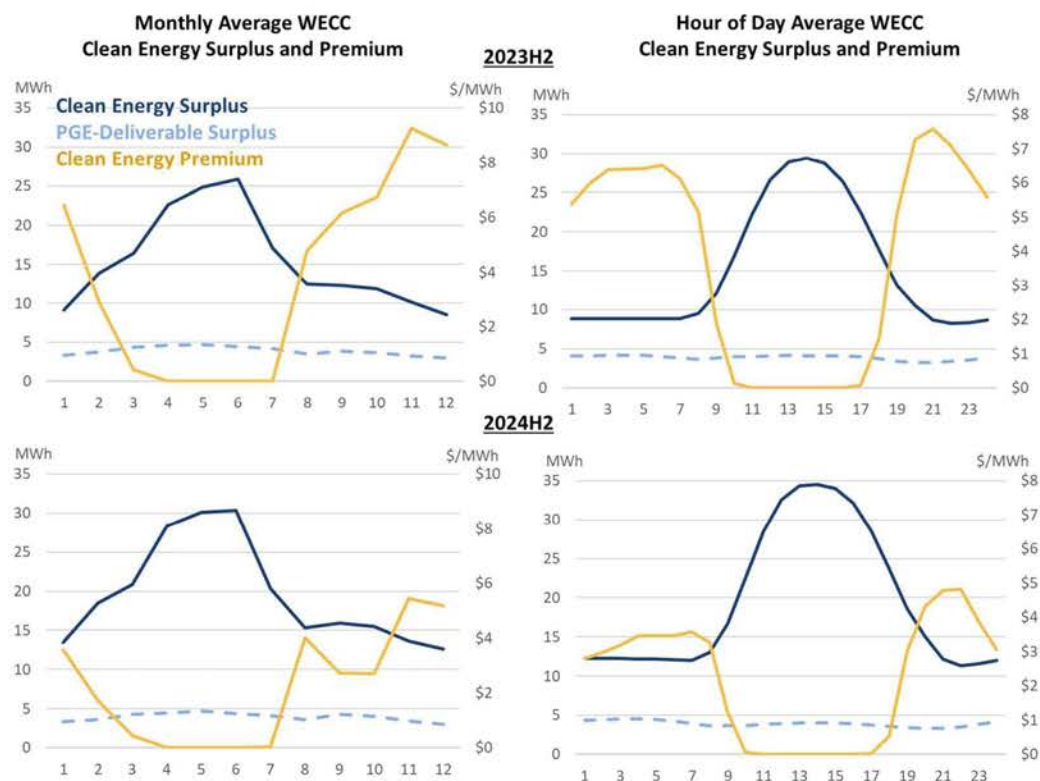 Monthly Average WECC
Clean Energy Surplus and Premium
Hour of Day Average WECC
Clean Energy Surplus and Premium
2023H2
MWh
$/MWh
35
30
25
20
15
10
5
0
Clean Energy Surplus
PGE-Deliverable Surplus
Clean Energy Premium
$10
$8
$6
$4
$2
$0
1 2 3 4 5 6 7 8 9 10 11 12
MWh
$/MWh
35
30
25
20
15
10
5
0
$8
$7
$6
$5
$4
$3
$2
$1
$0
1 3 5 7 9 11 13 15 17 19 21 23
2024H2
MWh
$/MWh
35
30
25
20
15
10
5
0
$10
$8
$6
$4
$2
$0
1 2 3 4 5 6 7 8 9 10 11 12
MWh
$/MWh
35
30
25
20
15
10
5
0
$8
$7
$6
$5
$4
$3
$2
$1
$0
1 3 5 7 9 11 13 15 17 19 21 23